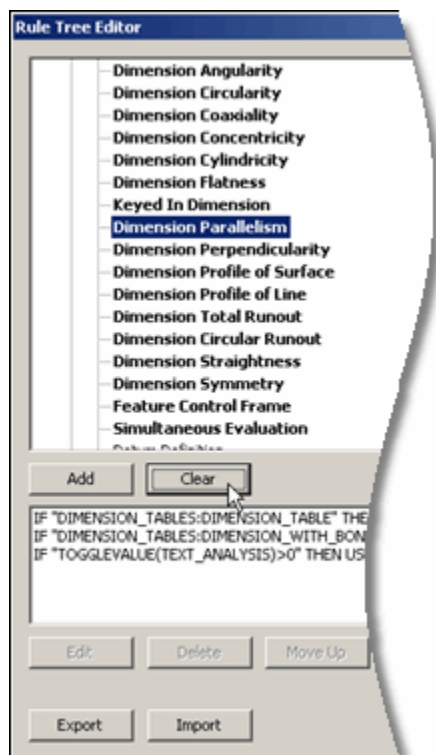 Rule Tree Editor
Dimension Angularity
Dimension Circularity
Dimension Coaxiality
Dimension Concentricity
Dimension Cylindricity
Dimension Flatness
Keyed In Dimension
Dimension Parallelism
Dimension Perpendicularity
Dimension Profile of Surface
Dimension Profile of Line
Dimension Total Runout
Dimension Circular Runout
Dimension Straightness
Dimension Symmetry
Feature Control Frame
Simultaneous Evaluation
Datum Definition
Add Clear
IF "DIMENSION_TABLES:DIMENSION_TABLE" THE
IF "DIMENSION_TABLES:DIMENSION_WITH_BON
IF "TOGGLEVALUE(TEXT_ANALYSIS)>0" THEN US
Edit Delete Move Up
Export Import